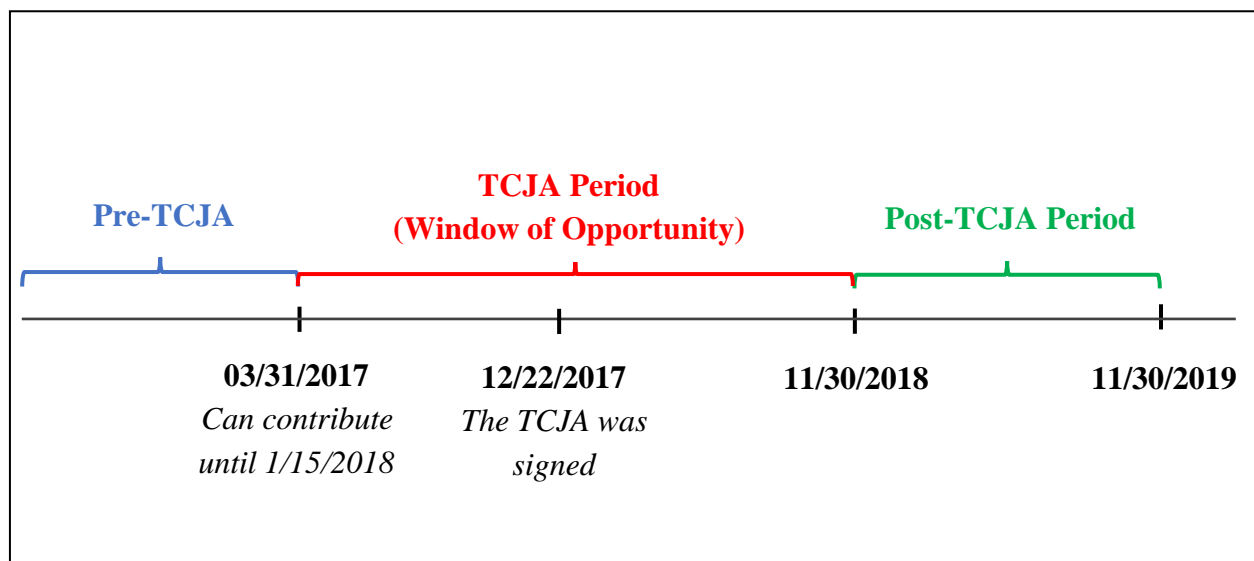 TCJA Period
(Window of Opportunity)
Pre-TCJA
Post-TCJA Period
03/31/2017
Can contribute
until 1/15/2018
12/22/2017
The TCJA was
signed
11/30/2018
11/30/2019